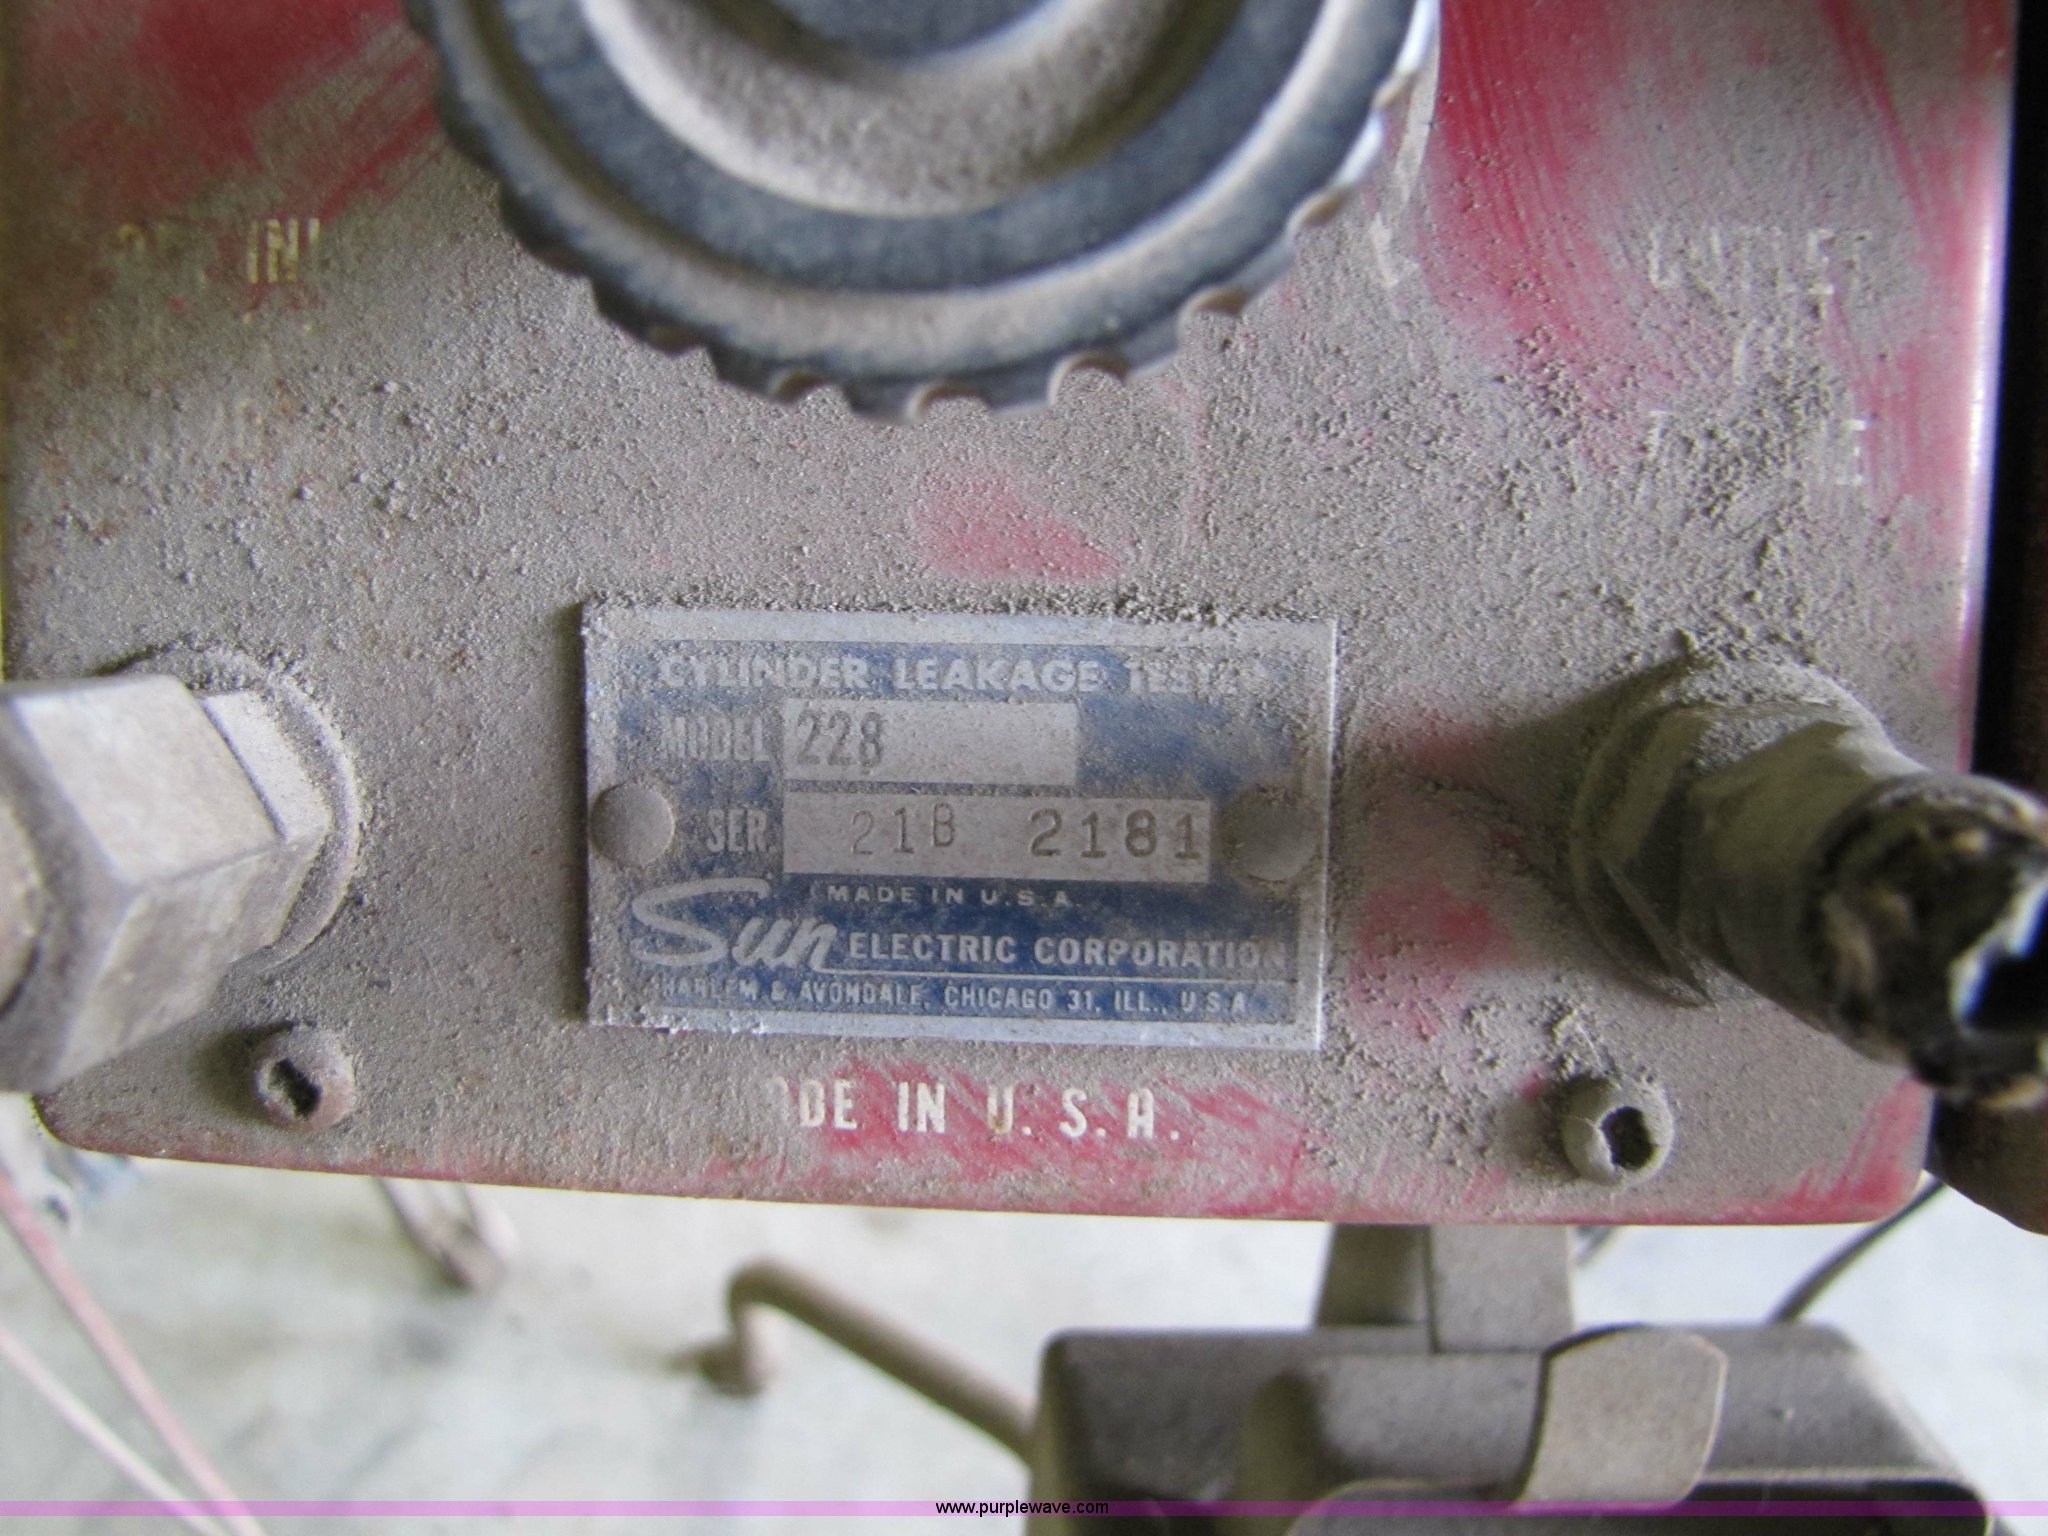 CYLINDER LEAKAGE TESTER
MODEL 228
SER. 21B 2181
MADE IN U.S.A.
Sun ELECTRIC CORPORATION
HARLEM & AVONDALE, CHICAGO 31, ILL., U.S.A.
MADE IN U.S.A.
www.purplewave.com